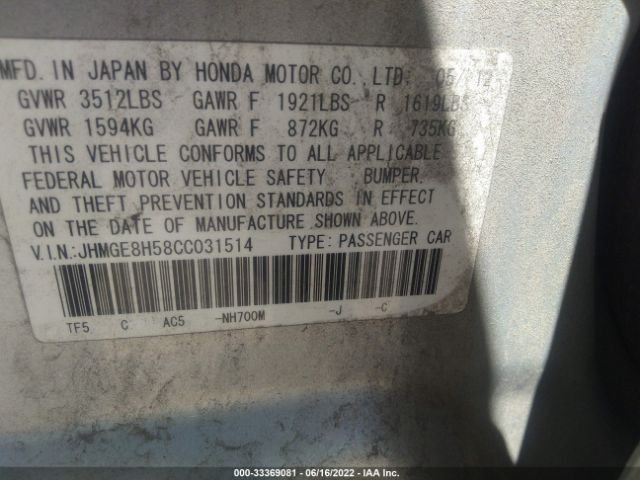 MFD. IN JAPAN BY HONDA MOTOR CO., LTD. 05/12
GVWR 3512LBS GAWR F 1921LBS R 1619LBS
GVWR 1594KG GAWR F 872KG R 735KG
THIS VEHICLE CONFORMS TO ALL APPLICABLE
FEDERAL MOTOR VEHICLE SAFETY BUMPER,
AND THEFT PREVENTION STANDARDS IN EFFECT
ON THE DATE OF MANUFACTURE SHOWN ABOVE.
V.I.N.:JHMGE8H58CC031514 TYPE: PASSENGER CAR
TF5 C AC5 -NH700M -J -C
000-33369081 - 06/16/2022 - IAA Inc.